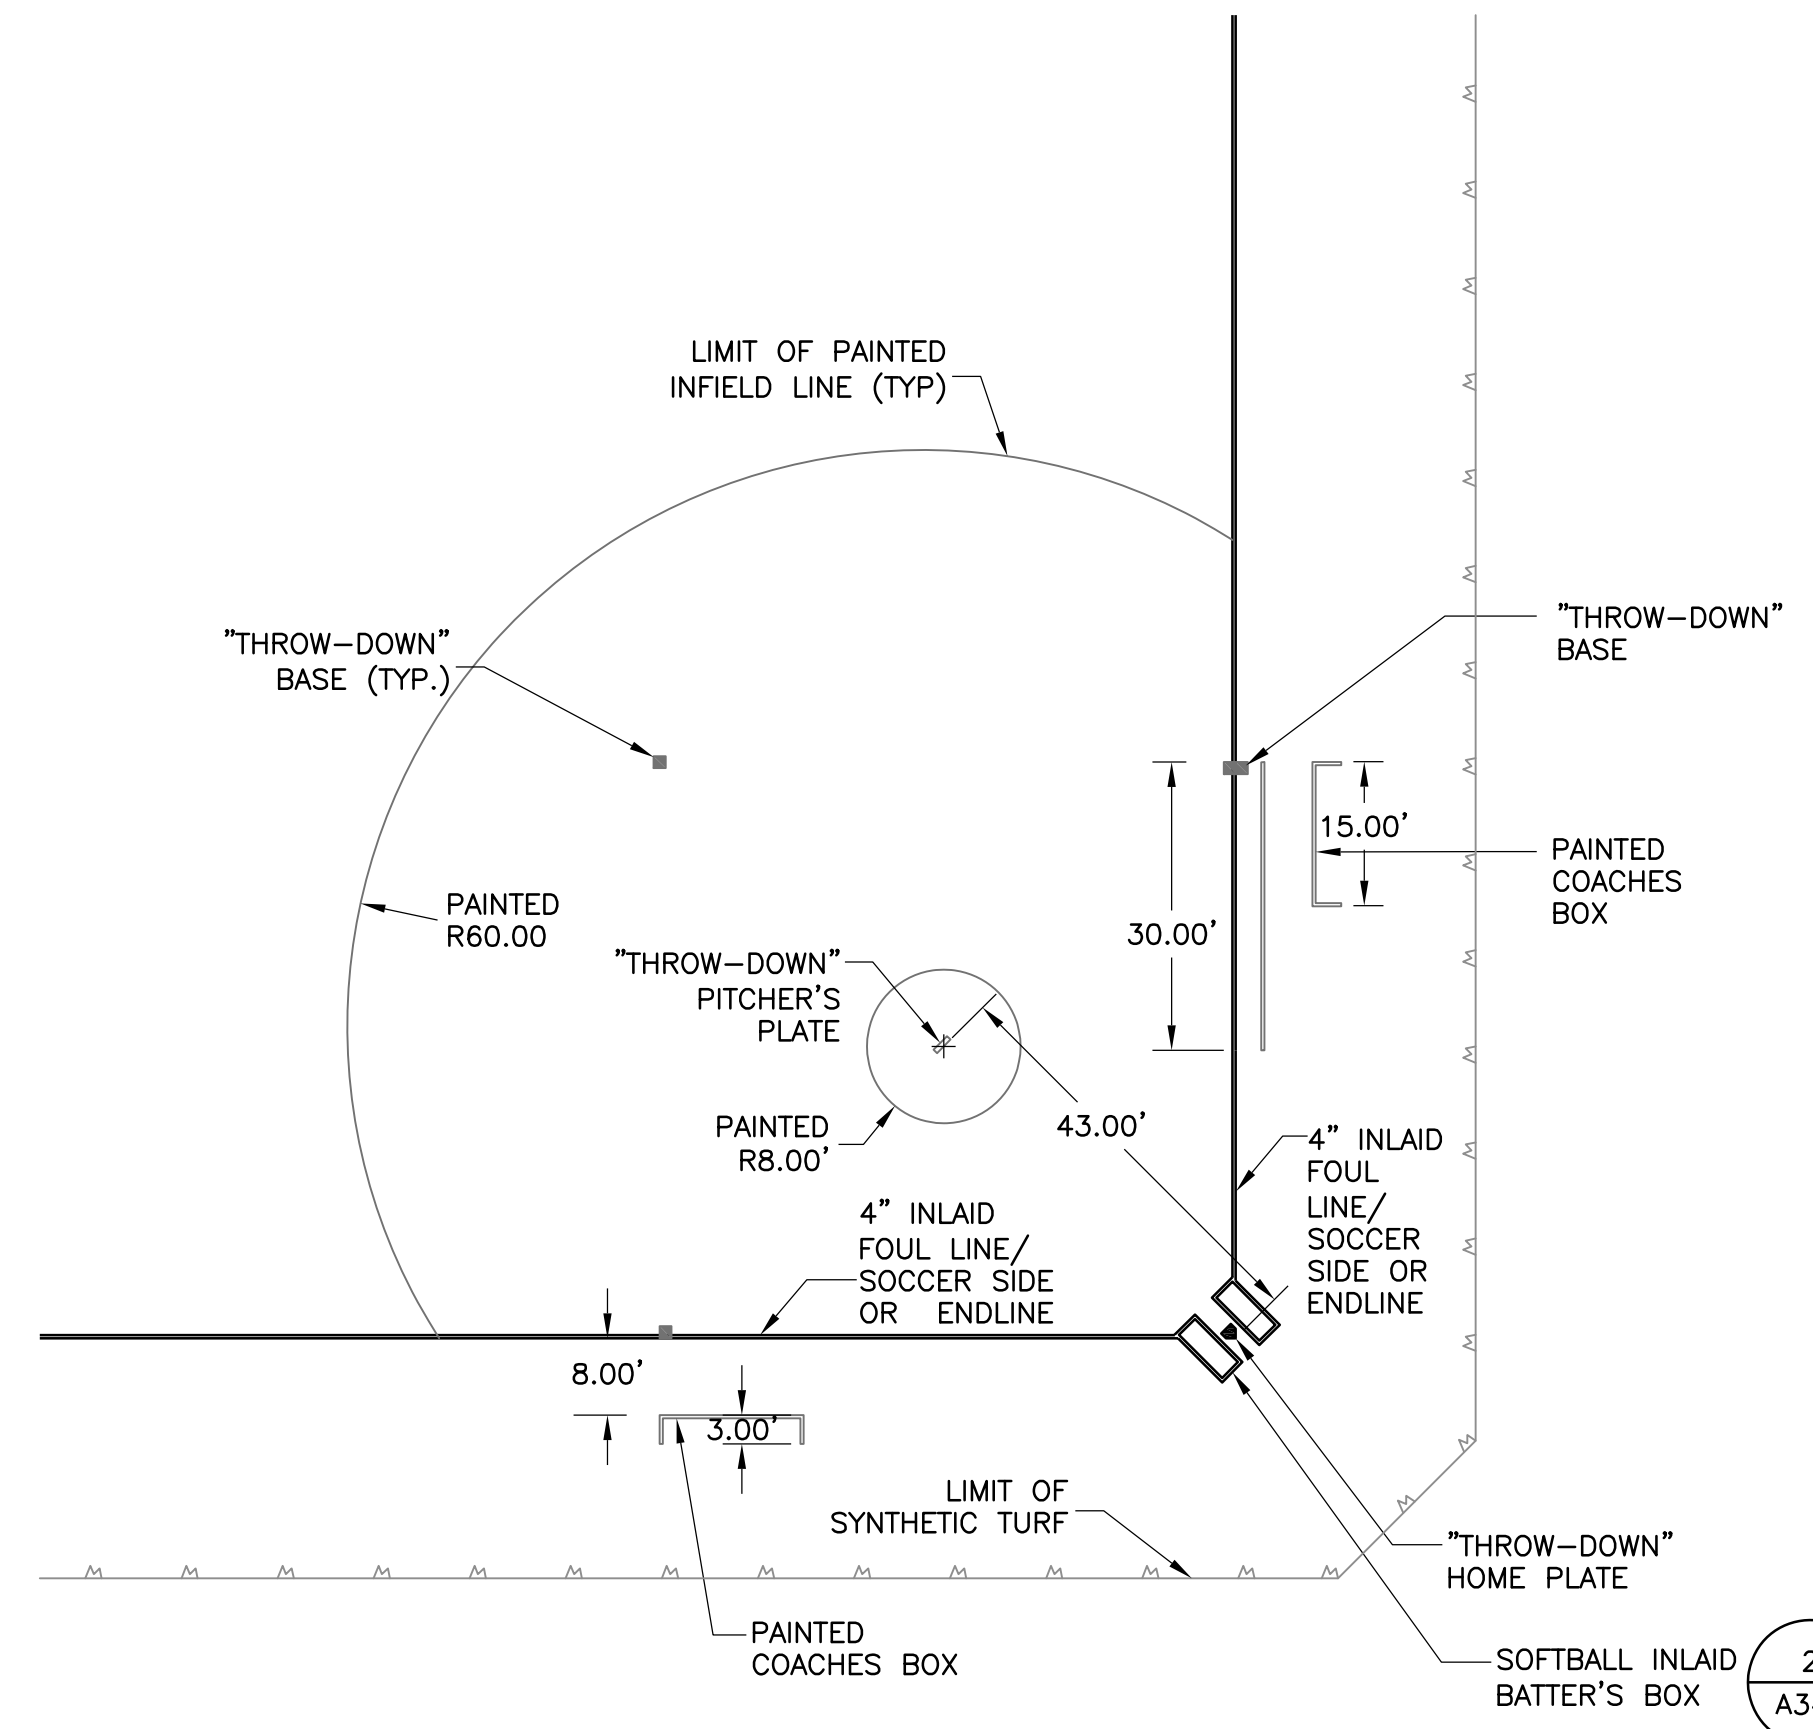 LIMIT OF PAINTED
INFIELD LINE (TYP)
"THROW-DOWN"
BASE (TYP.)
"THROW-DOWN"
BASE
15.00'
PAINTED
COACHES
BOX
30.00'
PAINTED
R60.00
"THROW-DOWN"
PITCHER'S
PLATE
43.00'
PAINTED
R8.00'
4" INLAID
FOUL
LINE/
SOCCER
SIDE OR
ENDLINE
4" INLAID
FOUL LINE/
SOCCER SIDE
OR ENDLINE
8.00'
3.00'
LIMIT OF
SYNTHETIC TURF
"THROW-DOWN"
HOME PLATE
PAINTED
COACHES BOX
SOFTBALL INLAID
BATTER'S BOX
2